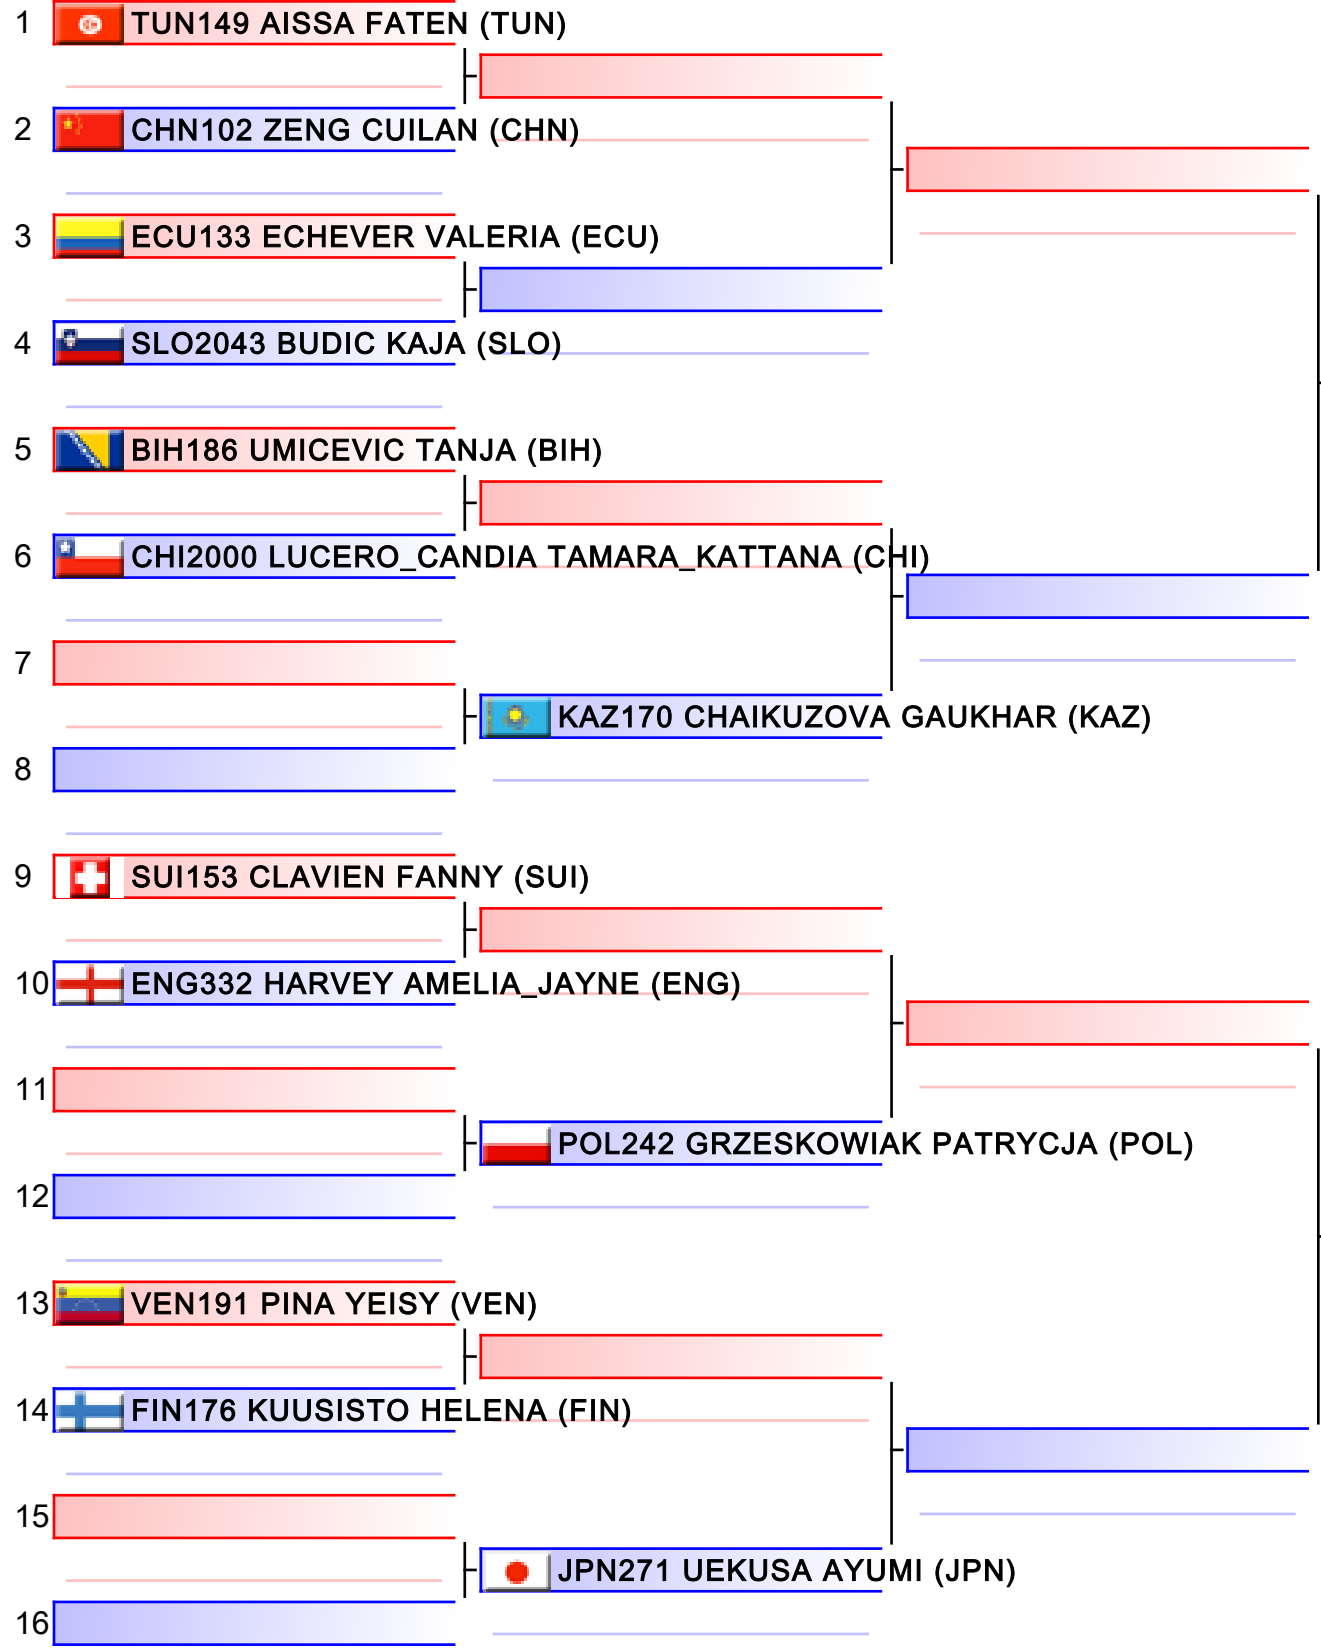 1 TUN149 AISSA FATEN (TUN)
2 CHN102 ZENG CUILAN (CHN)
3 ECU133 ECHEVER VALERIA (ECU)
4 SLO2043 BUDIC KAJA (SLO)
5 BIH186 UMICEVIC TANJA (BIH)
6 CHI2000 LUCERO_CANDIA TAMARA_KATTANA (CHI)
7
KAZ170 CHAIKUZOVA GAUKHAR (KAZ)
8
9 SUI153 CLAVIEN FANNY (SUI)
10 ENG332 HARVEY AMELIA_JAYNE (ENG)
11
POL242 GRZESKOWIAK PATRYCJA (POL)
12
13 VEN191 PINA YEISY (VEN)
14 FIN176 KUUSISTO HELENA (FIN)
15
JPN271 UEKUSA AYUMI (JPN)
16